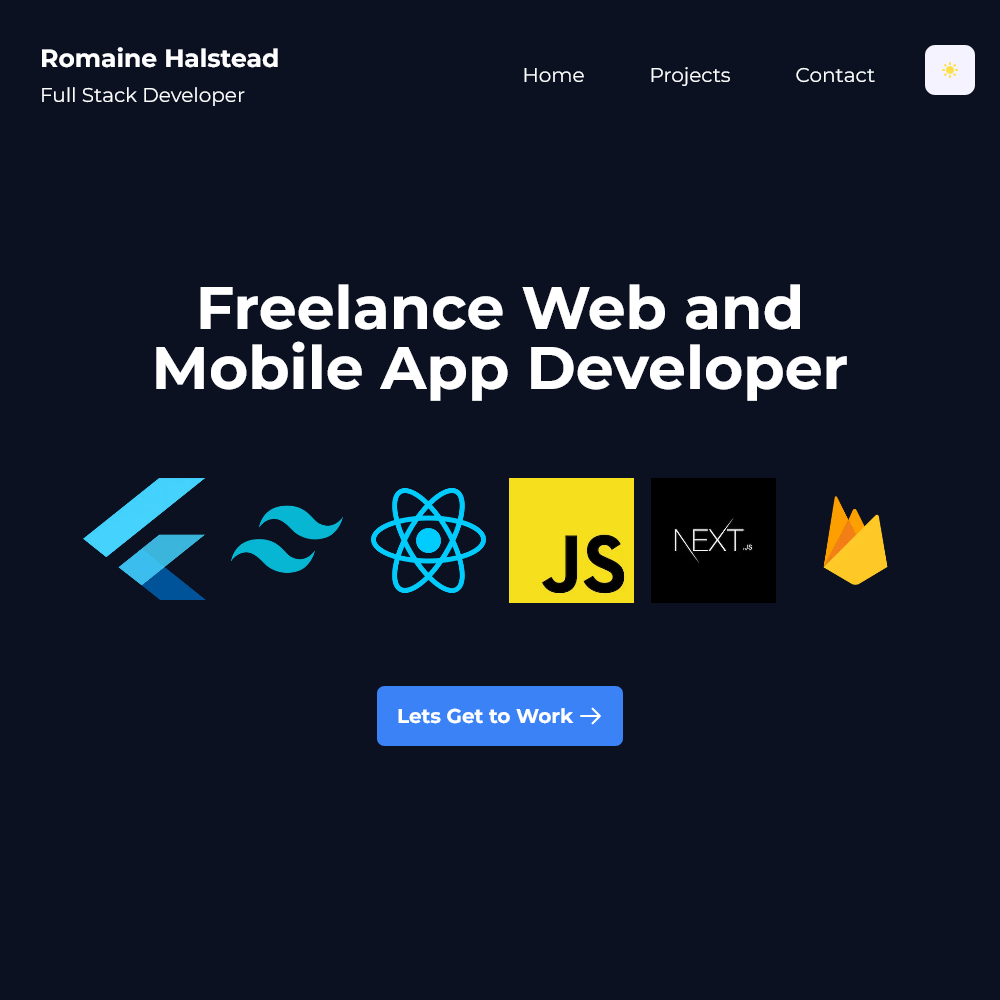 Romaine Halstead
Full Stack Developer
Home
Projects
Contact
Freelance Web and
Mobile App Developer
JS
NEXT.JS
Lets Get to Work